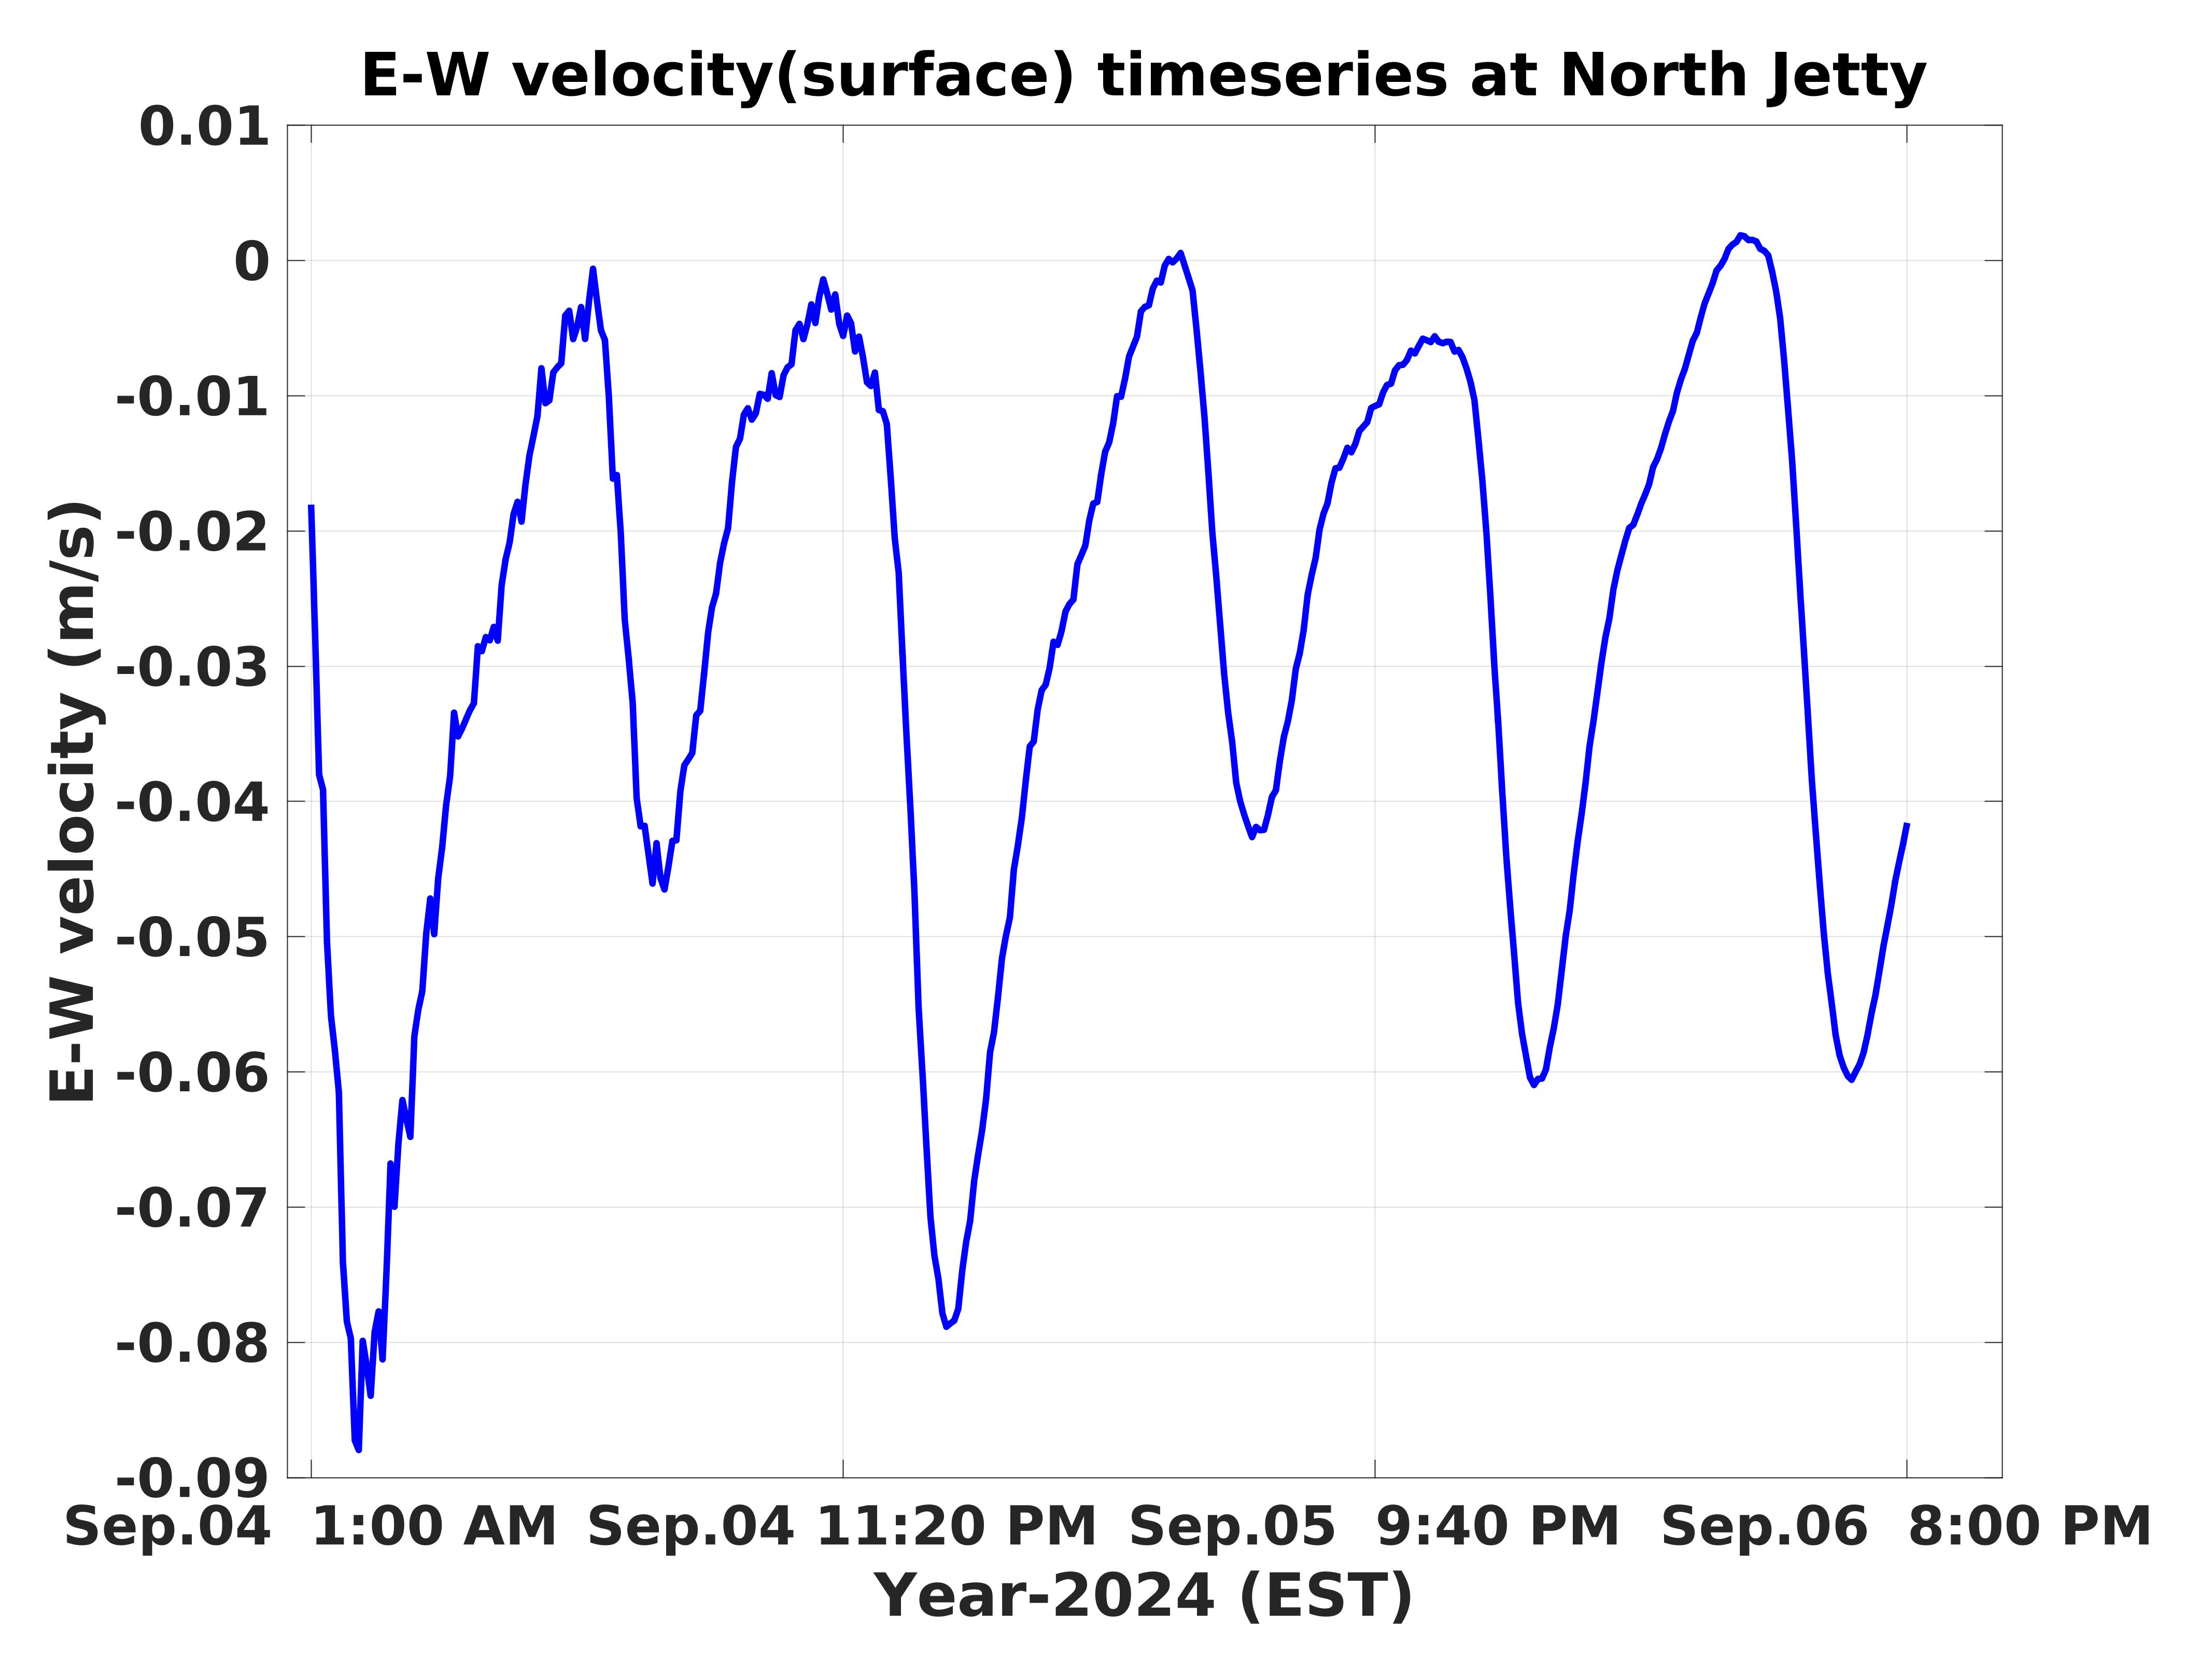 E-W velocity(surface) timeseries at North Jetty
0.01
0
-0.01
-0.02
-0.03
-0.04
-0.05
-0.06
-0.07
-0.08
-0.09
E-W velocity (m/s)
Sep.04 1:00 AM Sep.04 11:20 PM Sep.05 9:40 PM Sep.06 8:00 PM
Year-2024 (EST)